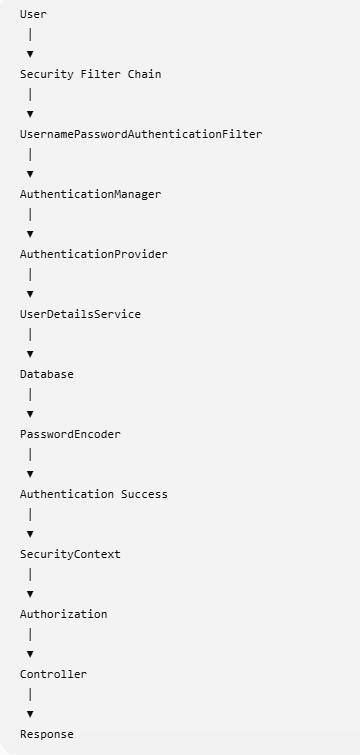 User
|
▼
Security Filter Chain
|
▼
UsernamePasswordAuthenticationFilter
|
▼
AuthenticationManager
|
▼
AuthenticationProvider
|
▼
UserDetailsService
|
▼
Database
|
▼
PasswordEncoder
|
▼
Authentication Success
|
▼
SecurityContext
|
▼
Authorization
|
▼
Controller
|
▼
Response